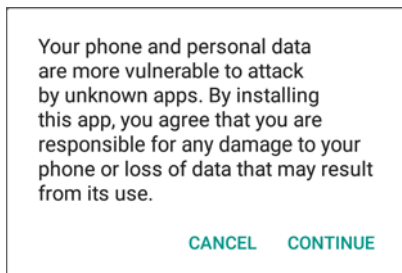 Your phone and personal data
are more vulnerable to attack
by unknown apps. By installing
this app, you agree that you are
responsible for any damage to your
phone or loss of data that may result
from its use.
CANCEL CONTINUE